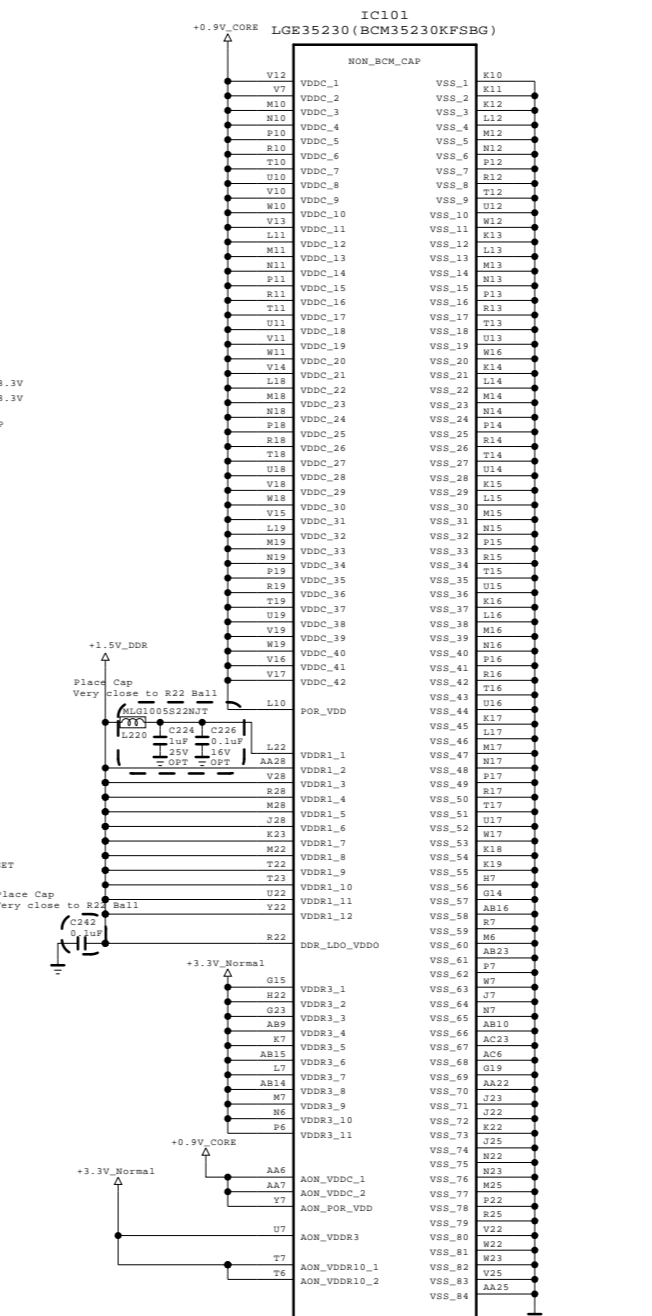 IC101
+0.9V_CORE
LGE35230(BCM35230KFSBG)
NON_BCM_CAP
V12 VDDC_1 VSS_1 K10
V7 VDDC_2 VSS_2 K11
M10 VDDC_3 VSS_3 K12
N10 VDDC_4 VSS_4 L12
P10 VDDC_5 VSS_5 M12
R10 VDDC_6 VSS_6 N12
T10 VDDC_7 VSS_7 P12
U10 VDDC_8 VSS_8 R12
V10 VDDC_9 VSS_9 T12
W10 VDDC_10 VSS_10 U12
V13 VDDC_11 VSS_11 W12
L11 VDDC_12 VSS_12 K13
M11 VDDC_13 VSS_13 L13
N11 VDDC_14 VSS_14 M13
P11 VDDC_15 VSS_15 N13
R11 VDDC_16 VSS_16 P13
T11 VDDC_17 VSS_17 R13
U11 VDDC_18 VSS_18 T13
V11 VDDC_19 VSS_19 U13
W11 VDDC_20 VSS_20 W16
V14 VDDC_21 VSS_21 K14
L18 VDDC_22 VSS_22 L14
M18 VDDC_23 VSS_23 M14
N18 VDDC_24 VSS_24 N14
P18 VDDC_25 VSS_25 P14
R18 VDDC_26 VSS_26 R14
T18 VDDC_27 VSS_27 T14
U18 VDDC_28 VSS_28 U14
V18 VDDC_29 VSS_29 K15
W18 VDDC_30 VSS_30 L15
V15 VDDC_31 VSS_31 M15
L19 VDDC_32 VSS_32 N15
M19 VDDC_33 VSS_33 P15
N19 VDDC_34 VSS_34 R15
P19 VDDC_35 VSS_35 T15
R19 VDDC_36 VSS_36 U15
T19 VDDC_37 VSS_37 K16
U19 VDDC_38 VSS_38 L16
V19 VDDC_39 VSS_39 M16
W19 VDDC_40 VSS_40 N16
V16 VDDC_41 VSS_41 P16
V17 VDDC_42 VSS_42 R16
VSS_43 T16
L10 POR_VDD VSS_44 U16
VSS_45 K17
VSS_46 L17
L22 VDDR1_1 VSS_47 M17
AA28 VDDR1_2 VSS_48 N17
V28 VDDR1_3 VSS_49 P17
R28 VDDR1_4 VSS_50 R17
M28 VDDR1_5 VSS_51 T17
J28 VDDR1_6 VSS_52 U17
K23 VDDR1_7 VSS_53 W17
M22 VDDR1_8 VSS_54 K18
T22 VDDR1_9 VSS_55 K19
T23 VDDR1_10 VSS_56 H7
U22 VDDR1_11 VSS_57 G14
Y22 VDDR1_12 VSS_58 AB16
VSS_59 R7
R22 DDR_LDO_VDDO VSS_60 M6
VSS_61 AB23
VSS_62 P7
G15 VDDR3_1 VSS_63 W7
H22 VDDR3_2 VSS_64 J7
G23 VDDR3_3 VSS_65 N7
AB9 VDDR3_4 VSS_66 AB10
K7 VDDR3_5 VSS_67 AC23
AB15 VDDR3_6 VSS_68 AC6
L7 VDDR3_7 VSS_69 G19
AB14 VDDR3_8 VSS_70 AA22
M7 VDDR3_9 VSS_71 J23
N6 VDDR3_10 VSS_72 J22
P6 VDDR3_11 VSS_73 K22
VSS_74 J25
VSS_75 N22
AA6 AON_VDDC_1 VSS_76 N23
AA7 AON_VDDC_2 VSS_77 M25
Y7 AON_POR_VDD VSS_78 P22
VSS_79 R25
U7 AON_VDDR3 VSS_80 V22
VSS_81 W22
T7 AON_VDDR10_1 VSS_82 W23
T6 AON_VDDR10_2 VSS_83 V25
VSS_84 AA25
3.3V
3.3V
P
+1.5V_DDR
Place Cap
Very close to R22 Ball
MLG1005S22NJT
L220
C224
1uF
25V
OPT
C226
0.1uF
16V
OPT
ET
lace Cap
ery close to R22 Ball
C242
0.1uF
+3.3V_Normal
+0.9V_CORE
+3.3V_Normal